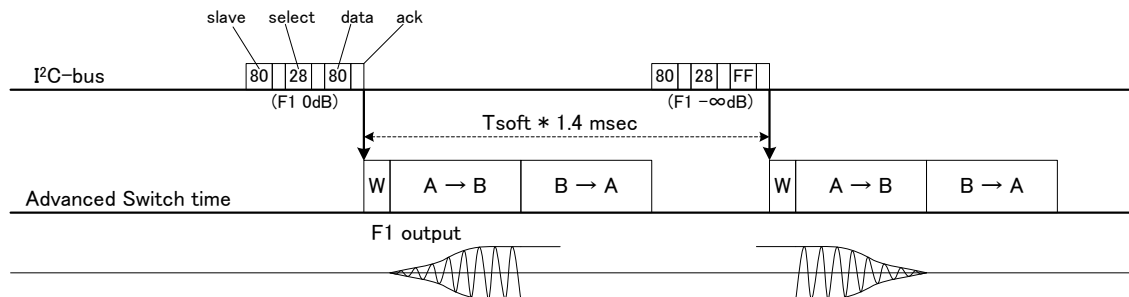 slave select data ack
I²C-bus 80 28 80 80 28 FF
(F1 0dB) (F1 -∞dB)
Tsoft * 1.4 msec
Advanced Switch time W A → B B → A W A → B B → A
F1 output